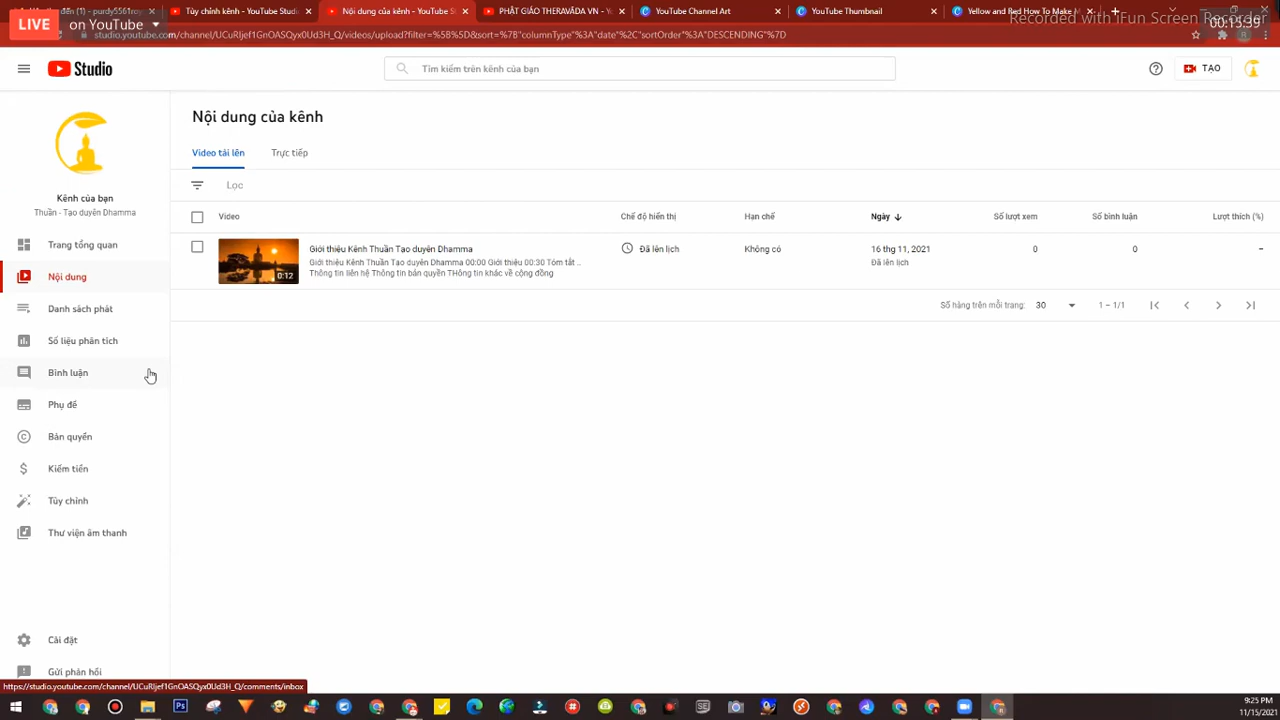 LIVE
on YouTube
Tùy chỉnh kênh - YouTube Studi
Nội dung của kênh - YouTube S
PHẬT GIÁO THERAVĀDA VN - Yo
YouTube Channel Art
YouTube Thumbnail
Yellow and Red How To Make M
Recorded with iFun Screen Recorder
00:15:39
studio.youtube.com/channel/UCuRljef1GnOASQyx0Ud3H_Q/videos/upload?filter=%5B%5D&sort=%7B"columnType"%3A"date"%2C"sortOrder"%3A"DESCENDING"%7D
Studio
Tìm kiếm trên kênh của bạn
TẠO
Nội dung của kênh
Video tải lên
Trực tiếp
Lọc
Video
Chế độ hiển thị
Hạn chế
Ngày
Số lượt xem
Số bình luận
Lượt thích (%)
0:12
Giới thiệu Kênh Thuần Tạo duyên Dhamma
Giới thiệu Kênh Thuần Tạo duyên Dhamma 00:00 Giới thiệu 00:30 Tóm tắt ...
Thông tin liên hệ Thông tin bản quyền THông tin khác về cộng đồng
Đã lên lịch
Không có
16 thg 11, 2021
Đã lên lịch
0
0
–
Số hàng trên mỗi trang: 30
1 – 1/1
Kênh của bạn
Thuần - Tạo duyên Dhamma
Trang tổng quan
Nội dung
Danh sách phát
Số liệu phân tích
Bình luận
Phụ đề
Bản quyền
Kiếm tiền
Tùy chỉnh
Thư viện âm thanh
Cài đặt
Gửi phản hồi
https://studio.youtube.com/channel/UCuRljef1GnOASQyx0Ud3H_Q/comments/inbox
9:25 PM
11/15/2021